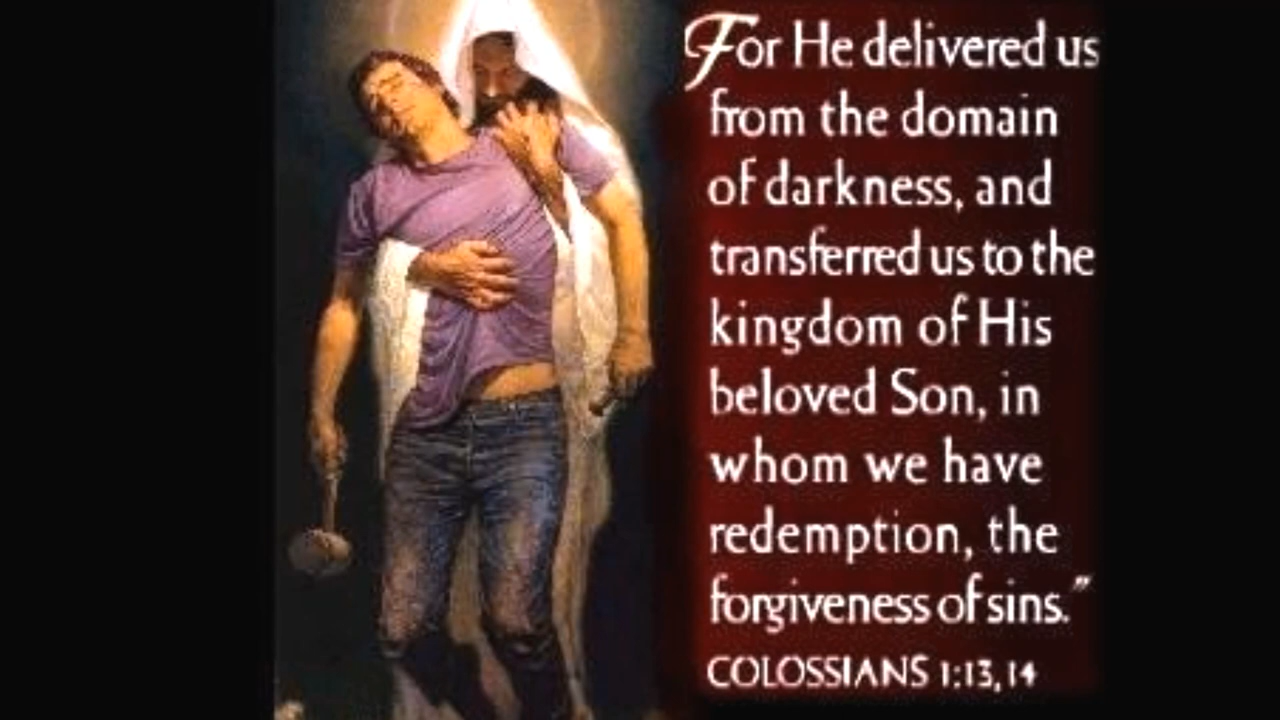 For He delivered us
from the domain
of darkness, and
transferred us to the
kingdom of His
beloved Son, in
whom we have
redemption, the
forgiveness of sins.”
COLOSSIANS 1:13,14